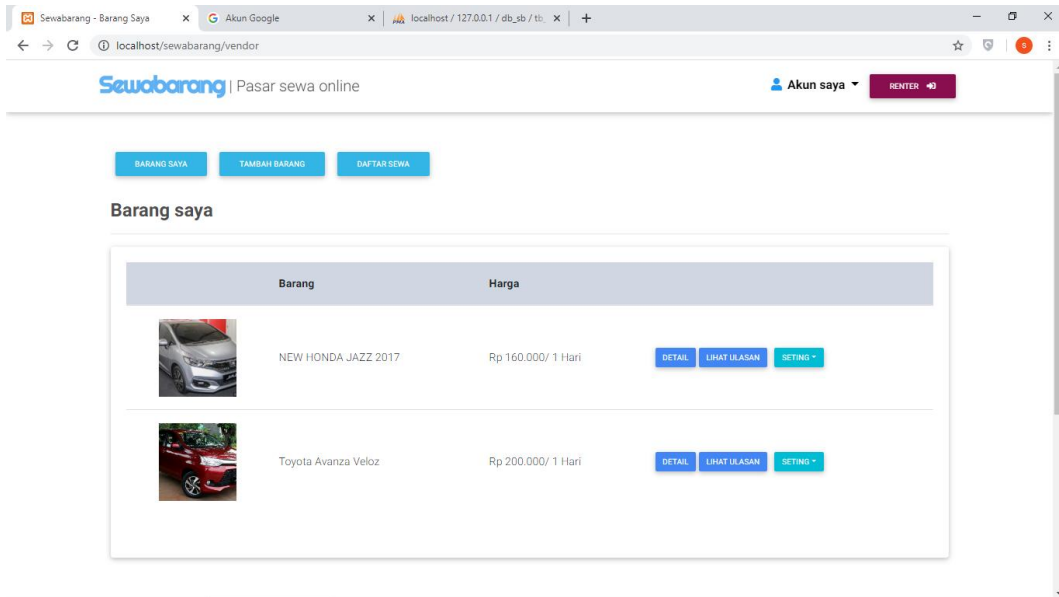 Sewabarang - Barang Saya
Akun Google
localhost / 127.0.0.1 / db_sb / tb_
localhost/sewabarang/vendor
Sewabarang | Pasar sewa online
Akun saya
RENTER
BARANG SAYA TAMBAH BARANG DAFTAR SEWA
Barang saya
Barang Harga
NEW HONDA JAZZ 2017 Rp 160.000/ 1 Hari DETAIL LIHAT ULASAN SETING
Toyota Avanza Veloz Rp 200.000/ 1 Hari DETAIL LIHAT ULASAN SETING